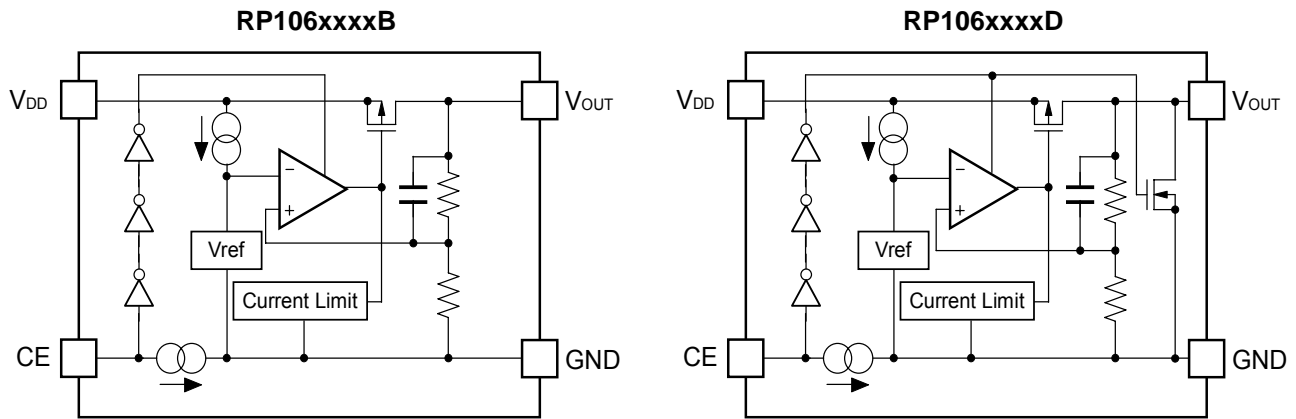 RP106xxxxB
VDD
VOUT
−
+
Vref
Current Limit
CE
GND
RP106xxxxD
VDD
VOUT
−
+
Vref
Current Limit
CE
GND